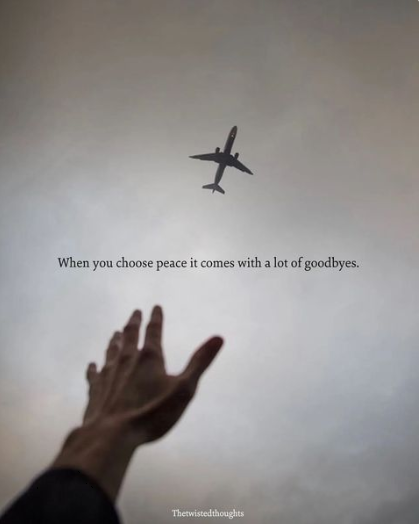 When you choose peace it comes with a lot of goodbyes.
Thetwistedthoughts